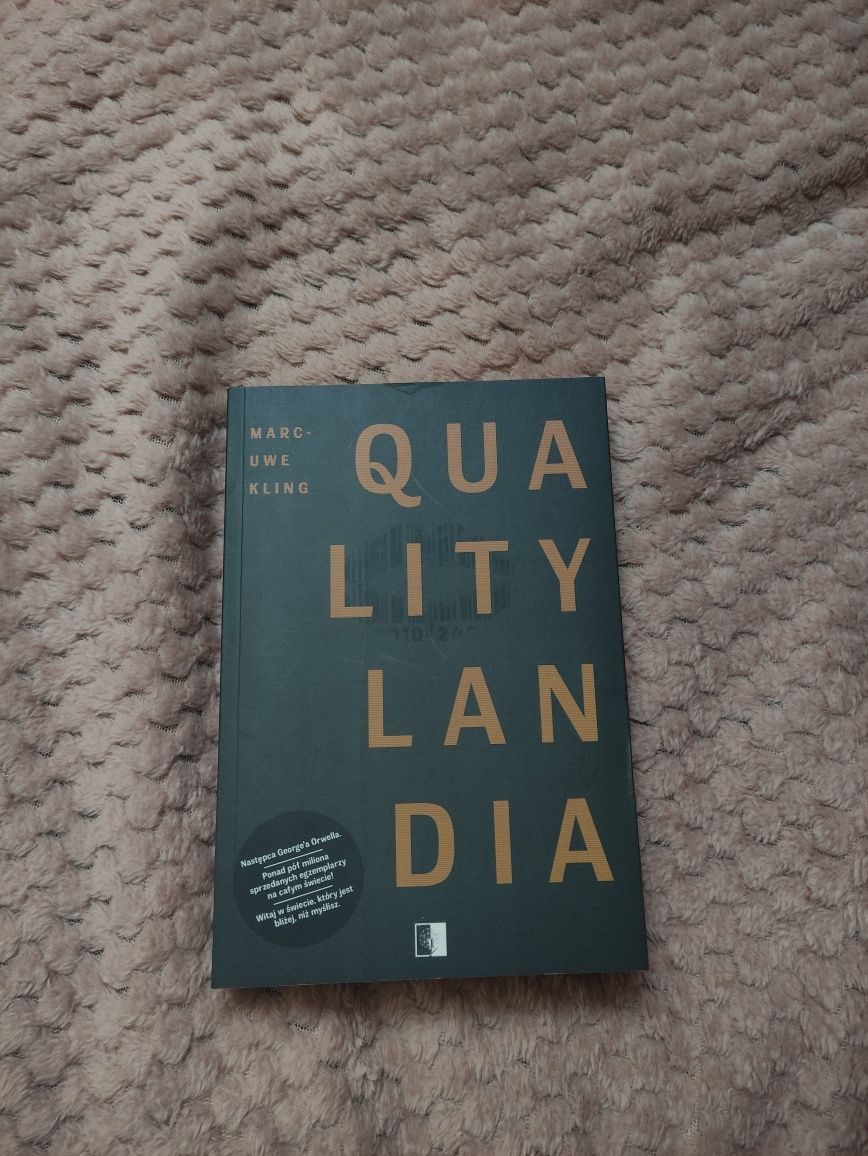 MARC-
UWE
KLING
QUA
LITY
LAN
DIA
Następca George'a Orwella.
Ponad pół miliona
sprzedanych egzemplarzy
na całym świecie!
Witaj w świecie, który jest
bliżej, niż myślisz.